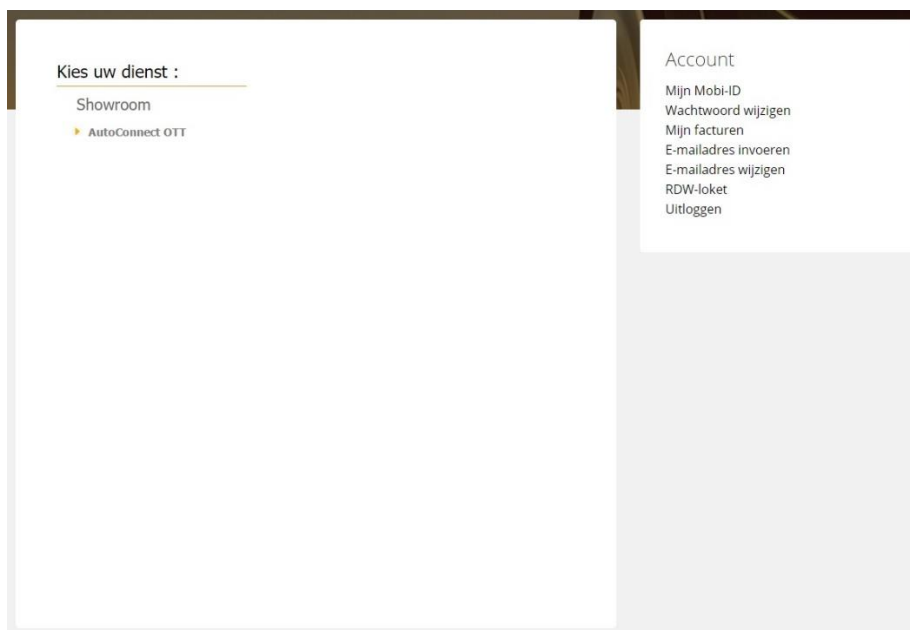 Kies uw dienst :
Showroom
AutoConnect OTT
Account
Mijn Mobi-ID
Wachtwoord wijzigen
Mijn facturen
E-mailadres invoeren
E-mailadres wijzigen
RDW-loket
Uitloggen